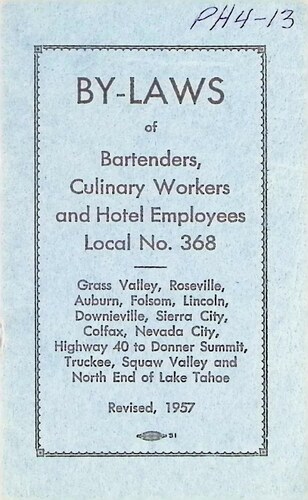 PH4-13
BY-LAWS
of
Bartenders,
Culinary Workers
and Hotel Employees
Local No. 368
Grass Valley, Roseville,
Auburn, Folsom, Lincoln,
Downieville, Sierra City,
Colfax, Nevada City,
Highway 40 to Donner Summit,
Truckee, Squaw Valley and
North End of Lake Tahoe
Revised, 1957
51